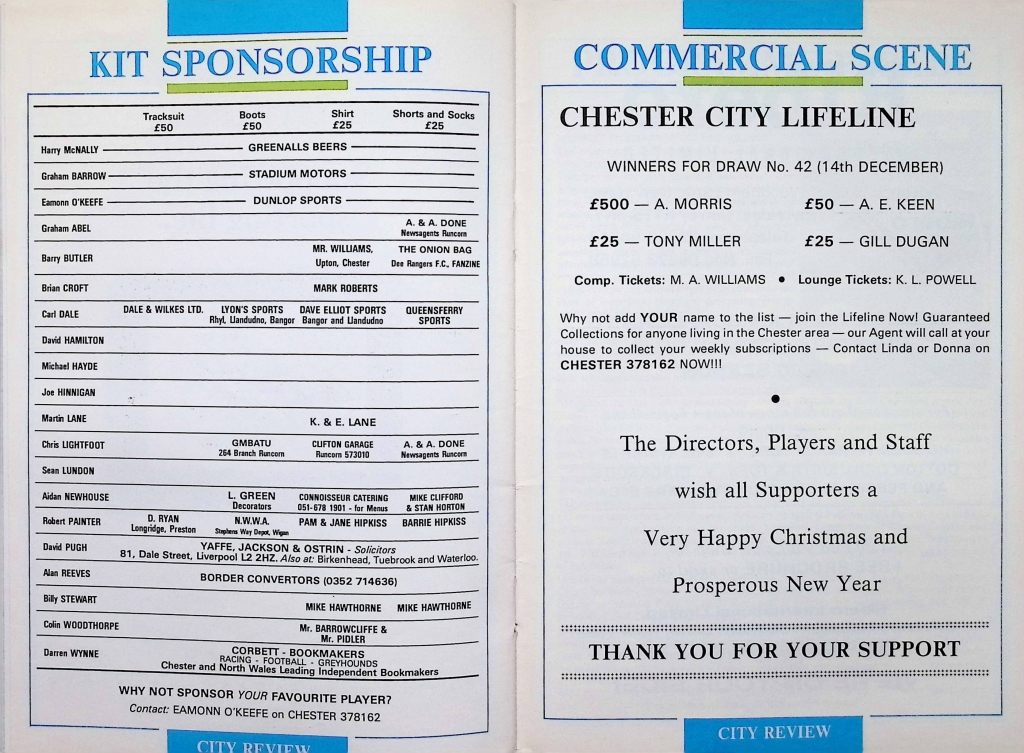 KIT SPONSORSHIP
Tracksuit £50 Boots £50 Shirt £25 Shorts and Socks £25
Harry McNALLY GREENALLS BEERS
Graham BARROW STADIUM MOTORS
Eamonn O'KEEFE DUNLOP SPORTS
Graham ABEL A. & A. DONE Newsagents Runcorn
Barry BUTLER MR. WILLIAMS, Upton, Chester THE ONION BAG Dee Rangers F.C. FANZINE
Brian CROFT MARK ROBERTS
Carl DALE DALE & WILKES LTD. LYON'S SPORTS Rhyl, Llandudno, Bangor DAVE ELLIOT SPORTS Bangor and Llandudno QUEENSFERRY SPORTS
David HAMILTON
Michael HAYDE
Joe HINNIGAN
Martin LANE K. & E. LANE
Chris LIGHTFOOT GMBATU 264 Branch Runcorn CLIFTON GARAGE Runcorn 573010 A. & A. DONE Newsagents Runcorn
Sean LUNDON
Aidan NEWHOUSE L. GREEN Decorators CONNOISSEUR CATERING 051-678 1901 - for Menus MIKE CLIFFORD & STAN HORTON
Robert PAINTER D. RYAN Longridge, Preston N.W.W.A. Stephens Way Depot, Wigan PAM & JANE HIPKISS BARRIE HIPKISS
David PUGH YAFFE, JACKSON & OSTRIN - Solicitors
81, Dale Street, Liverpool L2 2HZ. Also at: Birkenhead, Tuebrook and Waterloo.
Alan REEVES BORDER CONVERTORS (0352 714636)
Billy STEWART MIKE HAWTHORNE MIKE HAWTHORNE
Colin WOODTHORPE Mr. BARROWCLIFFE & Mr. PIDLER
Darren WYNNE CORBETT - BOOKMAKERS
RACING - FOOTBALL - GREYHOUNDS
Chester and North Wales Leading Independent Bookmakers
WHY NOT SPONSOR YOUR FAVOURITE PLAYER?
Contact: EAMONN O'KEEFE on CHESTER 378162
CITY REVIEW
COMMERCIAL SCENE
CHESTER CITY LIFELINE
WINNERS FOR DRAW No. 42 (14th DECEMBER)
£500 — A. MORRIS £50 — A. E. KEEN
£25 — TONY MILLER £25 — GILL DUGAN
Comp. Tickets: M. A. WILLIAMS ● Lounge Tickets: K. L. POWELL
Why not add YOUR name to the list — join the Lifeline Now! Guaranteed
Collections for anyone living in the Chester area — our Agent will call at your
house to collect your weekly subscriptions — Contact Linda or Donna on
CHESTER 378162 NOW!!!
●
The Directors, Players and Staff
wish all Supporters a
Very Happy Christmas and
Prosperous New Year
THANK YOU FOR YOUR SUPPORT
CITY REVIEW